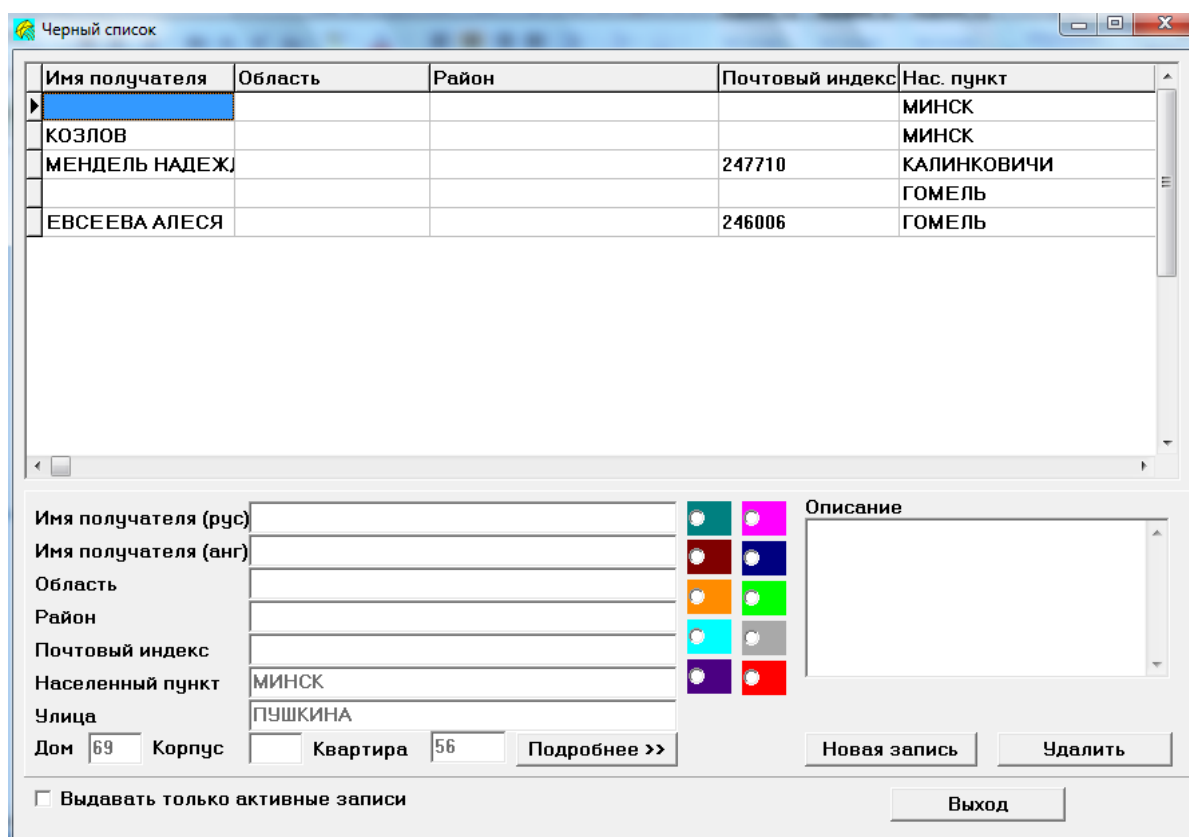 Черный список
Имя получателя Область Район Почтовый индекс Нас. пункт
МИНСК
КОЗЛОВ МИНСК
МЕНДЕЛЬ НАДЕЖ 247710 КАЛИНКОВИЧИ
ГОМЕЛЬ
ЕВСЕЕВА АЛЕСЯ 246006 ГОМЕЛЬ
Имя получателя (рус)
Имя получателя (анг)
Область
Район
Почтовый индекс
Населенный пункт МИНСК
Улица ПУШКИНА
Дом 69 Корпус Квартира 56 Подробнее >>
Описание
Новая запись Удалить
Выдавать только активные записи
Выход